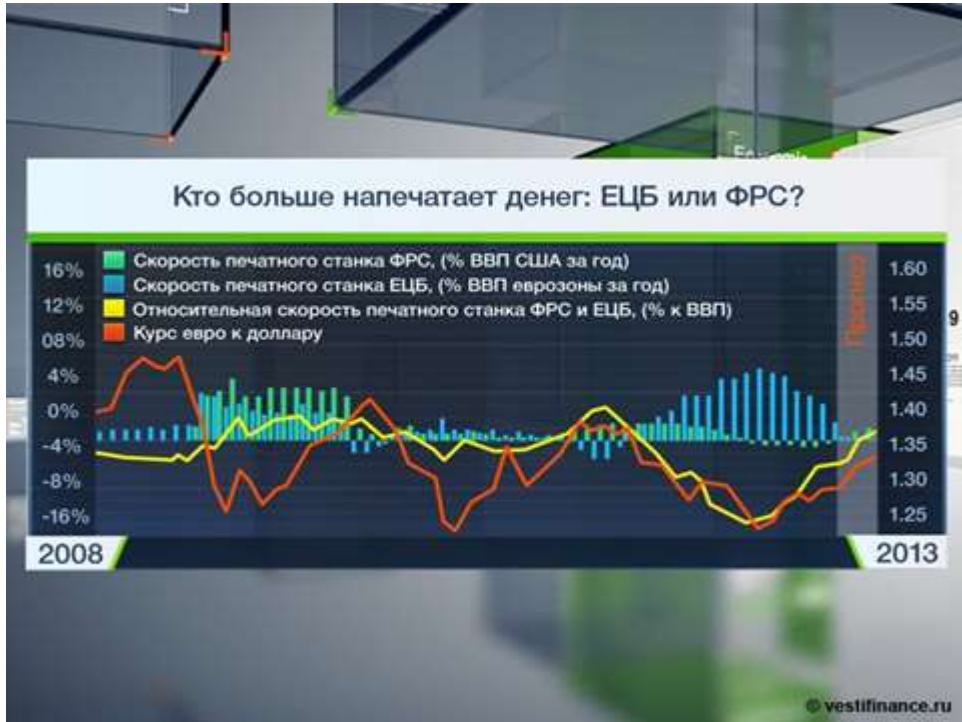 Economic
Кто больше напечатает денег: ЕЦБ или ФРС?
Скорость печатного станка ФРС, (% ВВП США за год)
Скорость печатного станка ЕЦБ, (% ВВП еврозоны за год)
Относительная скорость печатного станка ФРС и ЕЦБ, (% к ВВП)
Курс евро к доллару
16%
12%
08%
4%
0%
-4%
-8%
-16%
Прогноз
1.60
1.55
1.50
1.45
1.40
1.35
1.30
1.25
9
2008
2013
© vestifinance.ru